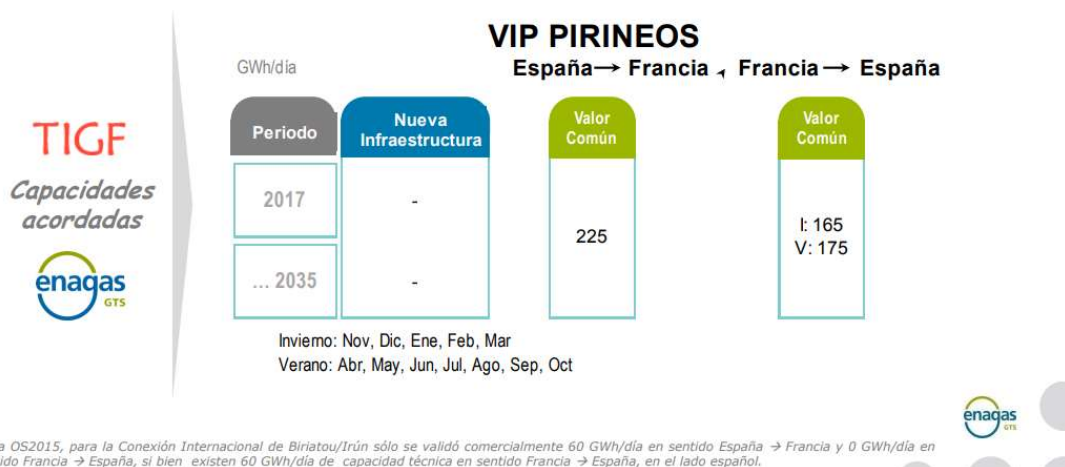 VIP PIRINEOS
GWh/día
España→ Francia, Francia → España
TIGF
Capacidades
acordadas
enagas
GTS
Periodo
Nueva
Infraestructura
Valor
Común
Valor
Común
2017
-
225
I: 165
V: 175
... 2035
-
Invierno: Nov, Dic, Ene, Feb, Mar
Verano: Abr, May, Jun, Jul, Ago, Sep, Oct
enagas
GTS
a OS2015, para la Conexión Internacional de Biriatou/Irún sólo se validó comercialmente 60 GWh/día en sentido España → Francia y 0 GWh/día en
ido Francia → España, si bien existen 60 GWh/día de capacidad técnica en sentido Francia → España, en el lado español.